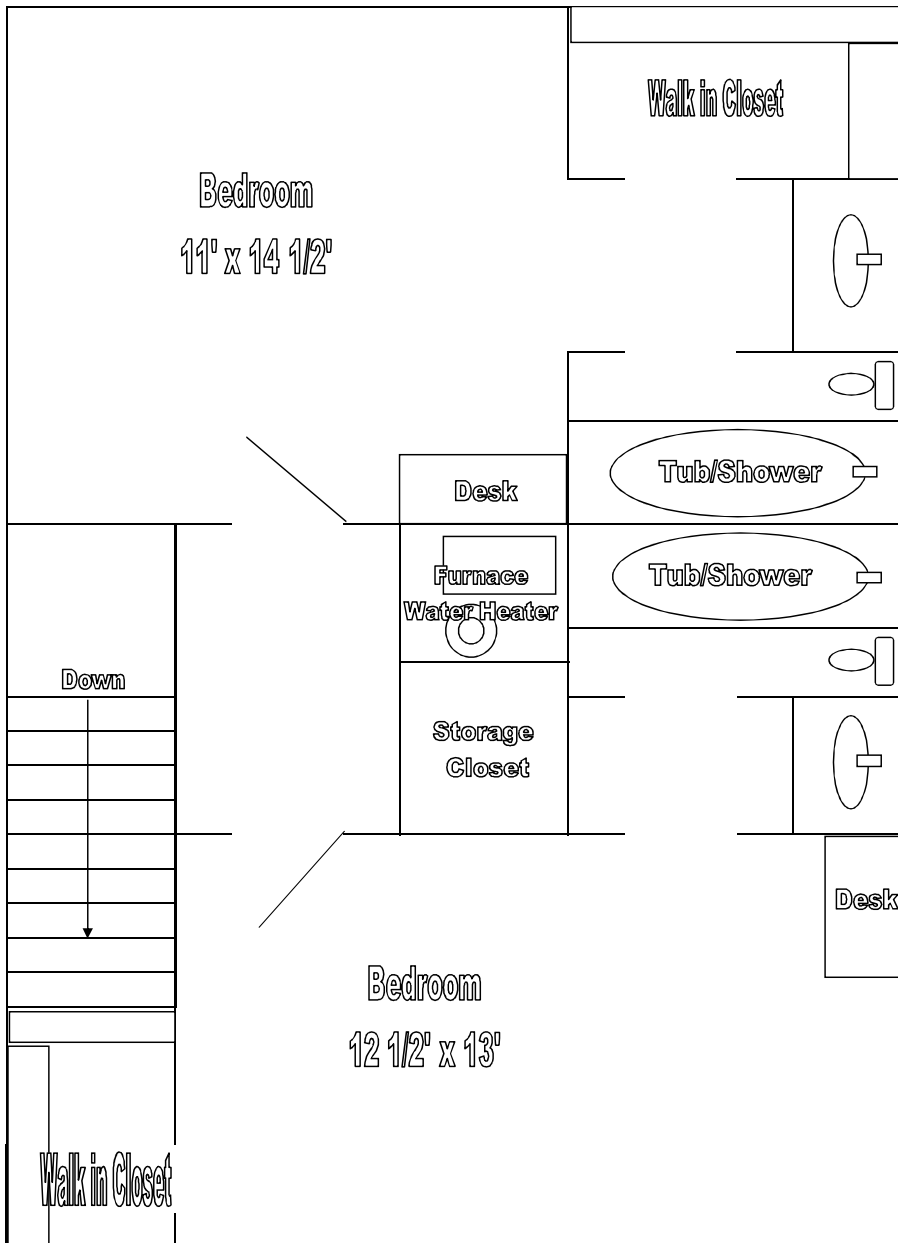 Walk in Closet
Bedroom
11' x 14 1/2'
Tub/Shower
Desk
Tub/Shower
Furnace
Water Heater
Down
Storage
Closet
Desk
Bedroom
12 1/2' x 13'
Walk in Closet